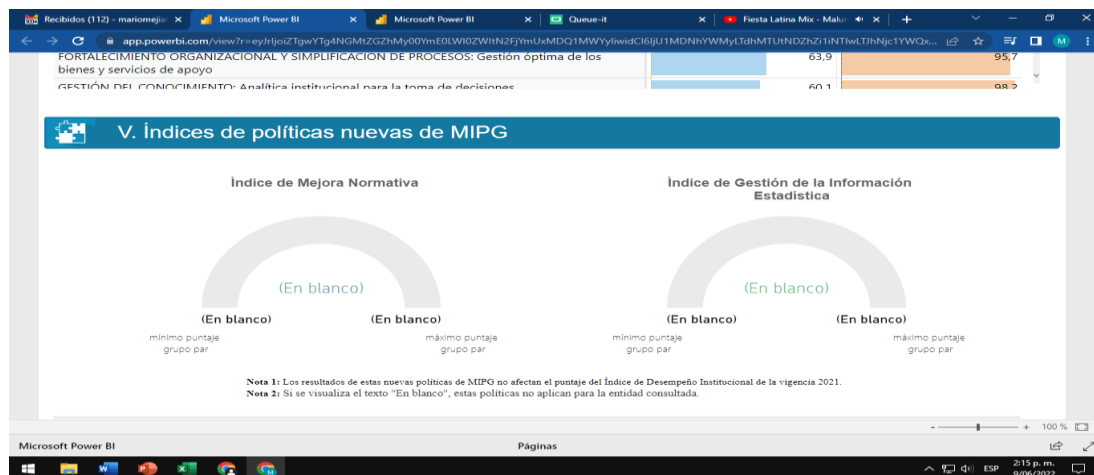 Recibidos (112) - mariomejia
Microsoft Power BI
Microsoft Power BI
Queue-it
Fiesta Latina Mix - Malu
FORTALECIMIENTO ORGANIZACIONAL Y SIMPLIFICACIÓN DE PROCESOS: Gestión óptima de los
bienes y servicios de apoyo
63,9
95,7
GESTIÓN DEL CONOCIMIENTO: Analítica institucional para la toma de decisiones
60,1
98,2
V. Índices de políticas nuevas de MIPG
Índice de Mejora Normativa
(En blanco)
(En blanco)
(En blanco)
mínimo puntaje
grupo par
máximo puntaje
grupo par
Índice de Gestión de la Información
Estadística
(En blanco)
(En blanco)
(En blanco)
mínimo puntaje
grupo par
máximo puntaje
grupo par
Nota 1: Los resultados de estas nuevas políticas de MIPG no afectan el puntaje del Índice de Desempeño Institucional de la vigencia 2021.
Nota 2: Si se visualiza el texto "En blanco", estas políticas no aplican para la entidad consultada.
- + 100 %
Microsoft Power BI
Páginas
ESP
2:15 p. m.
9/06/2022